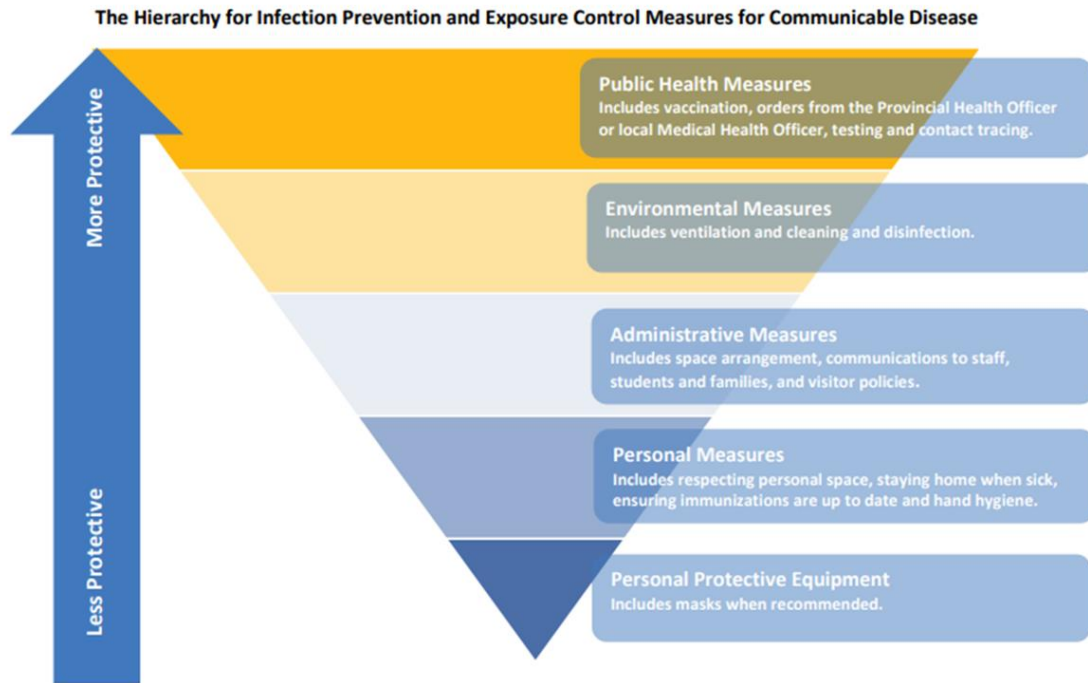 The Hierarchy for Infection Prevention and Exposure Control Measures for Communicable Disease
More Protective
Less Protective
Public Health Measures
Includes vaccination, orders from the Provincial Health Officer
or local Medical Health Officer, testing and contact tracing.
Environmental Measures
Includes ventilation and cleaning and disinfection.
Administrative Measures
Includes space arrangement, communications to staff,
students and families, and visitor policies.
Personal Measures
Includes respecting personal space, staying home when sick,
ensuring immunizations are up to date and hand hygiene.
Personal Protective Equipment
Includes masks when recommended.